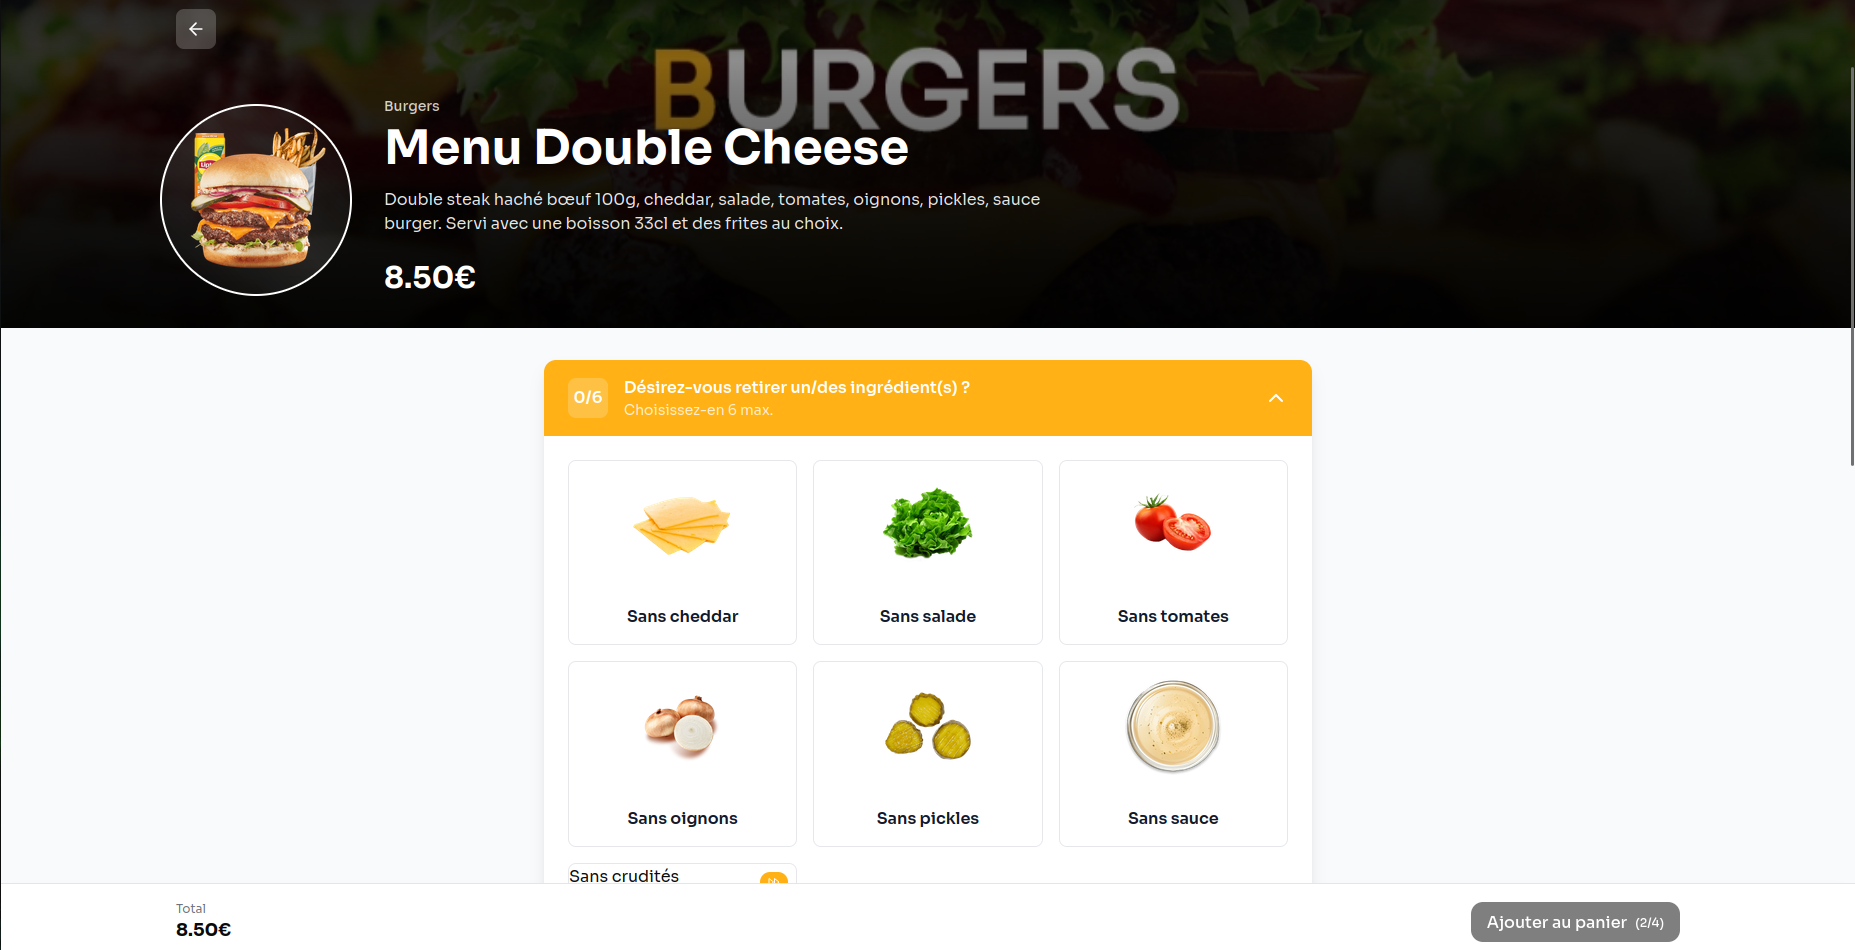 BURGERS
Burgers
Menu Double Cheese
Double steak haché bœuf 100g, cheddar, salade, tomates, oignons, pickles, sauce
burger. Servi avec une boisson 33cl et des frites au choix.
8.50€
0/6
Désirez-vous retirer un/des ingrédient(s) ?
Choisissez-en 6 max.
Sans cheddar
Sans salade
Sans tomates
Sans oignons
Sans pickles
Sans sauce
Sans crudités
Total
8.50€
Ajouter au panier (2/4)